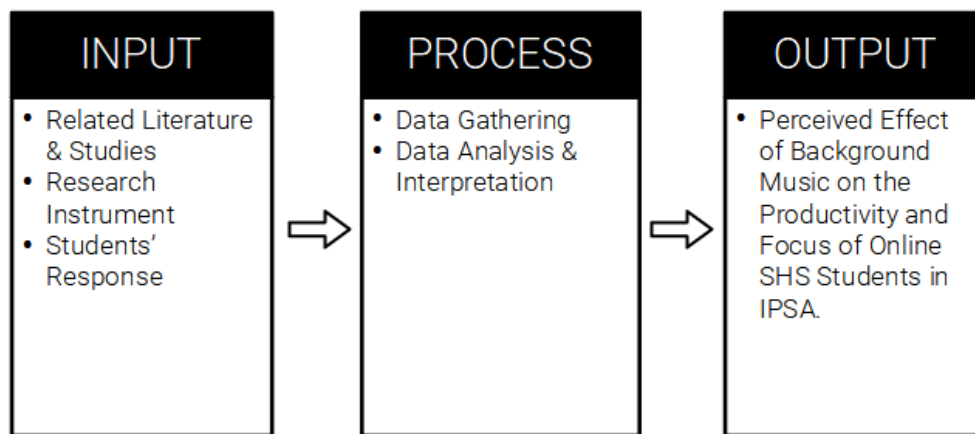 INPUT
• Related Literature
& Studies
• Research
Instrument
• Students'
Response
PROCESS
• Data Gathering
• Data Analysis &
Interpretation
OUTPUT
• Perceived Effect
of Background
Music on the
Productivity and
Focus of Online
SHS Students in
IPSA.